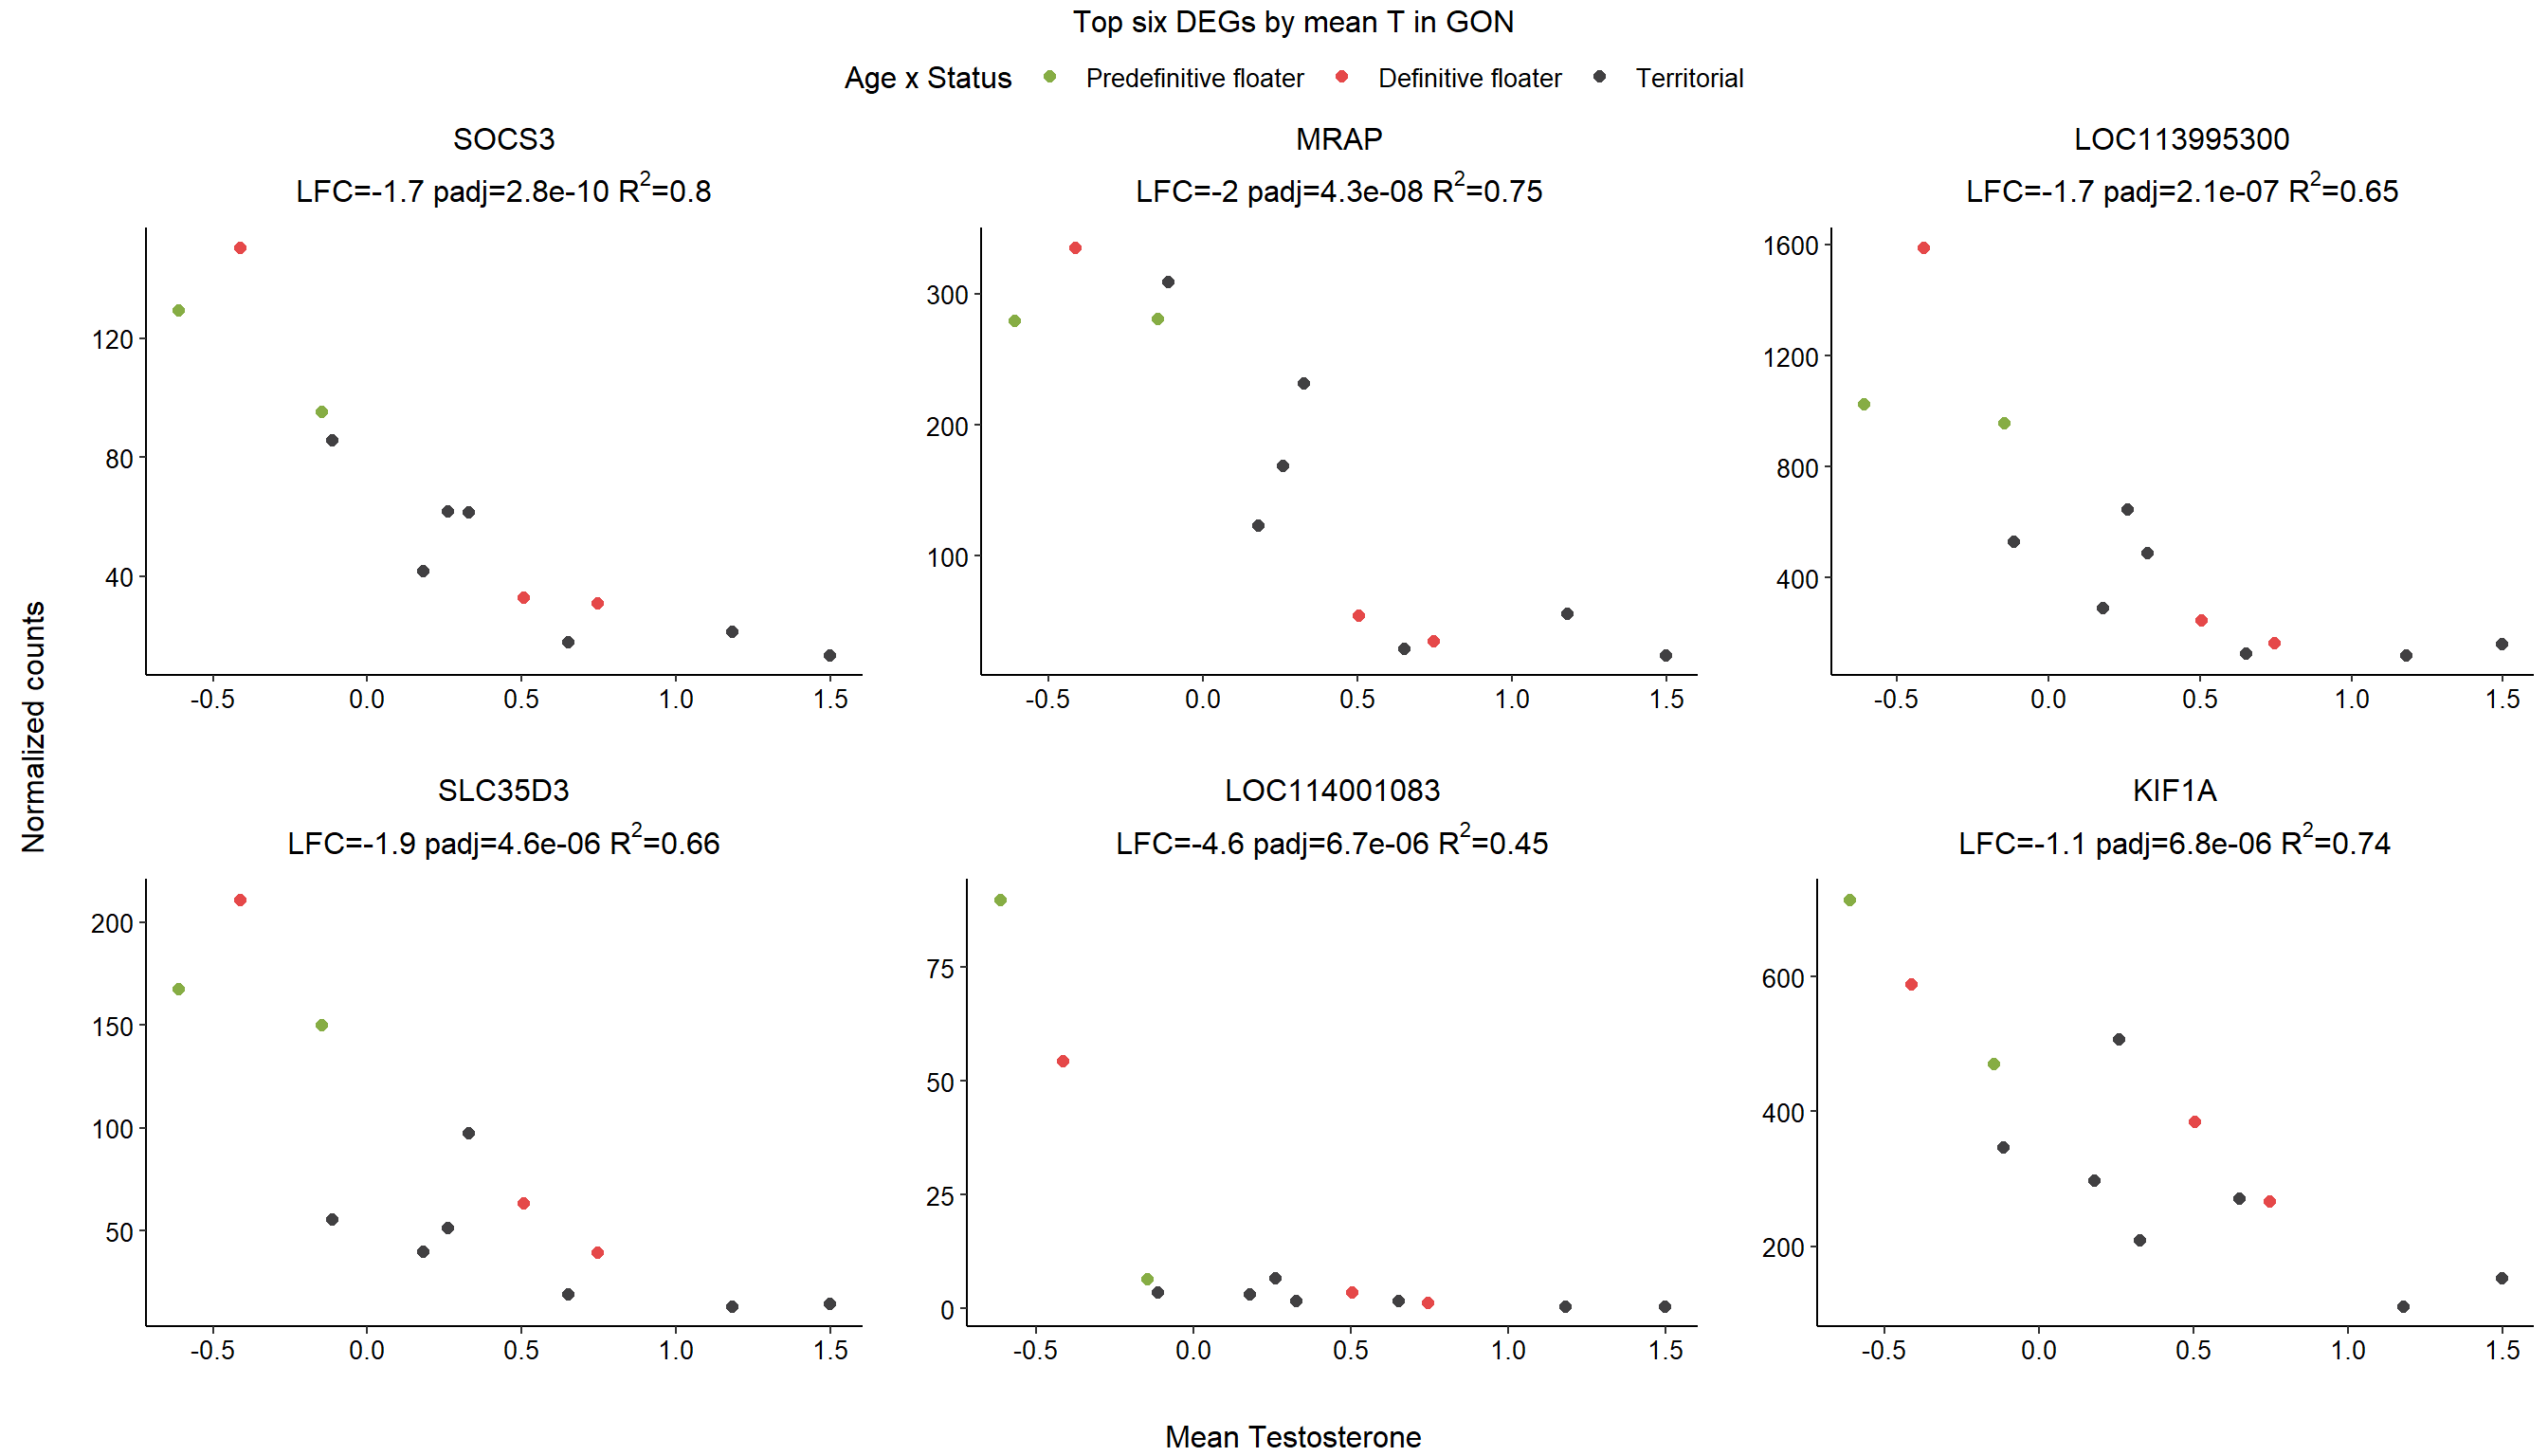 Top six DEGs by mean T in GON
Age x Status Predefinitive floater Definitive floater Territorial
SOCS3
LFC=-1.7 padj=2.8e-10 R²=0.8
120
80
40
-0.5 0.0 0.5 1.0 1.5
MRAP
LFC=-2 padj=4.3e-08 R²=0.75
300
200
100
-0.5 0.0 0.5 1.0 1.5
LOC113995300
LFC=-1.7 padj=2.1e-07 R²=0.65
1600
1200
800
400
-0.5 0.0 0.5 1.0 1.5
Normalized counts
SLC35D3
LFC=-1.9 padj=4.6e-06 R²=0.66
200
150
100
50
-0.5 0.0 0.5 1.0 1.5
LOC114001083
LFC=-4.6 padj=6.7e-06 R²=0.45
75
50
25
0
-0.5 0.0 0.5 1.0 1.5
KIF1A
LFC=-1.1 padj=6.8e-06 R²=0.74
600
400
200
-0.5 0.0 0.5 1.0 1.5
Mean Testosterone